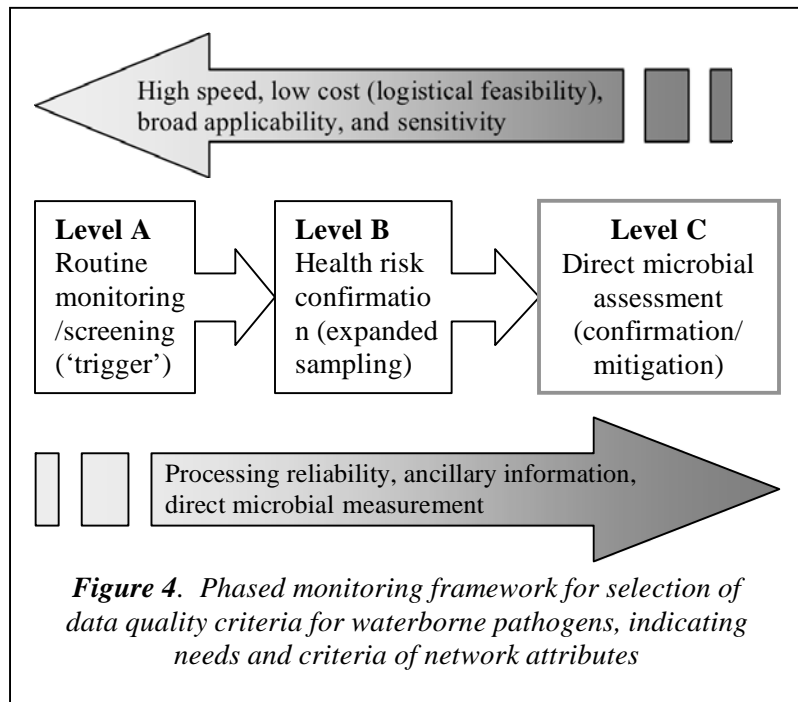 High speed, low cost (logistical feasibility),
broad applicability, and sensitivity
Level A
Routine
monitoring
/screening
(‘trigger’)
Level B
Health risk
confirmatio
n (expanded
sampling)
Level C
Direct microbial
assessment
(confirmation/
mitigation)
Processing reliability, ancillary information,
direct microbial measurement
Figure 4.  Phased monitoring framework for selection of
data quality criteria for waterborne pathogens, indicating
needs and criteria of network attributes